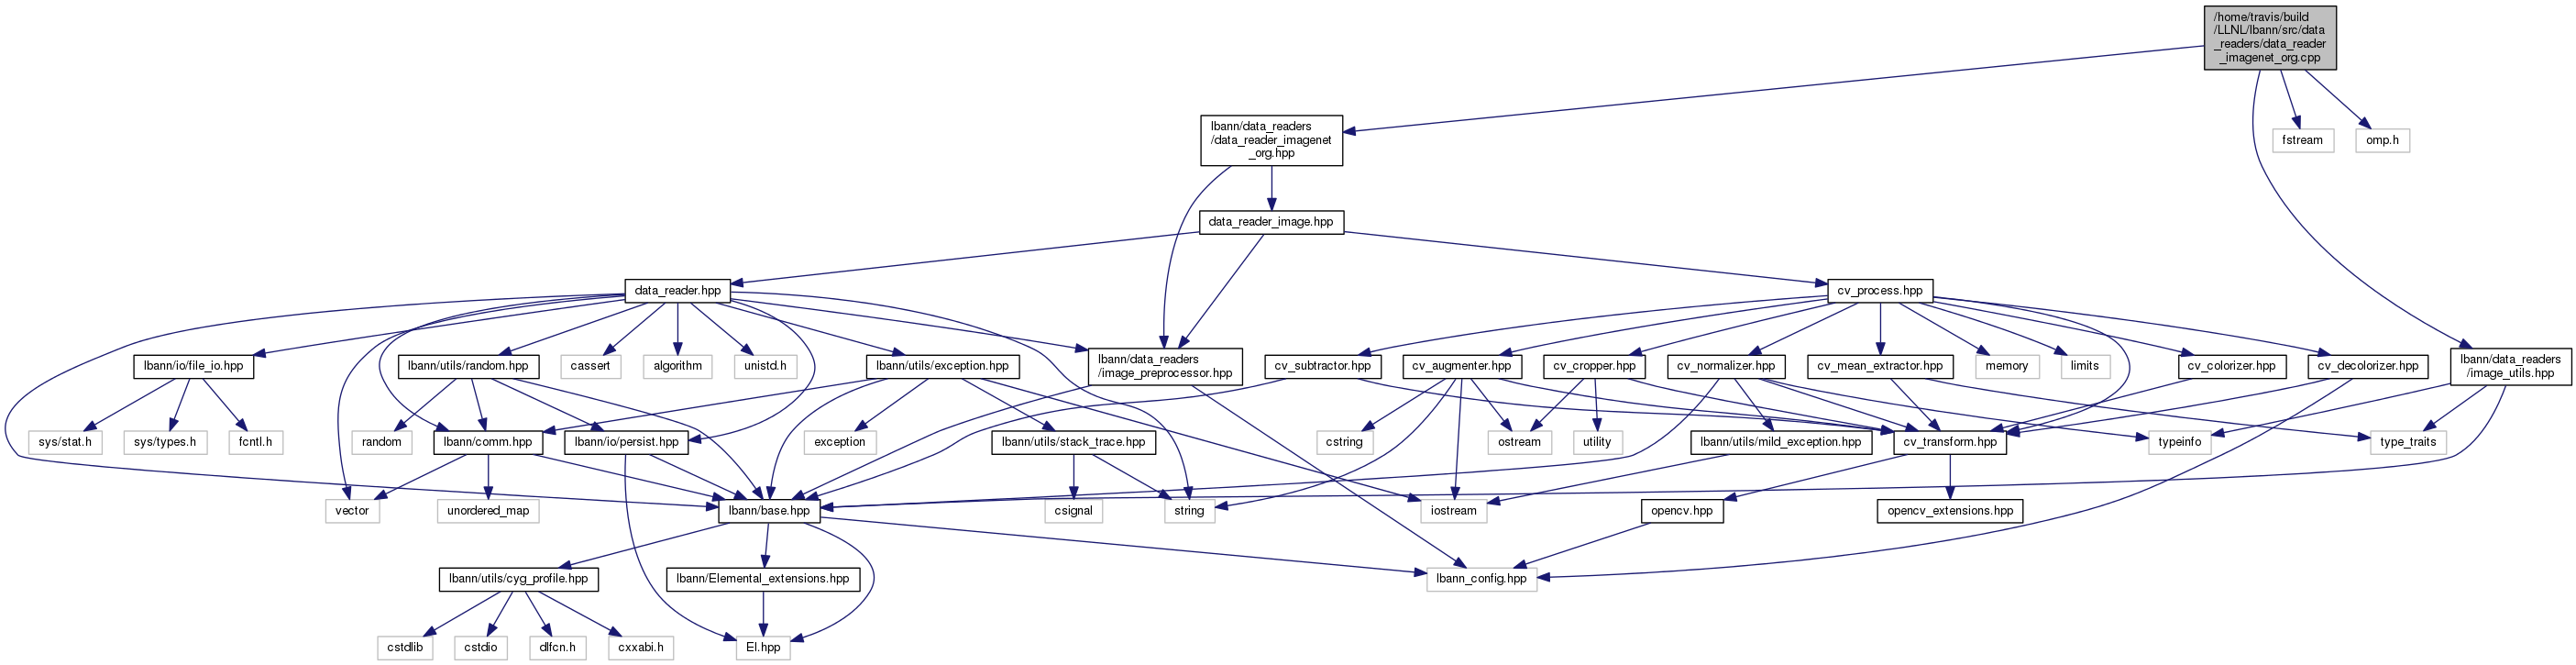 /home/travis/build
/LLNL/lbann/src/data
_readers/data_reader
_imagenet_org.cpp
lbann/data_readers
/data_reader_imagenet
_org.hpp
fstream
omp.h
data_reader_image.hpp
data_reader.hpp
cv_process.hpp
lbann/io/file_io.hpp
lbann/utils/random.hpp
cassert
algorithm
unistd.h
lbann/utils/exception.hpp
lbann/data_readers
/image_preprocessor.hpp
cv_subtractor.hpp
cv_augmenter.hpp
cv_cropper.hpp
cv_normalizer.hpp
cv_mean_extractor.hpp
memory
limits
cv_colorizer.hpp
cv_decolorizer.hpp
lbann/data_readers
/image_utils.hpp
sys/stat.h
sys/types.h
fcntl.h
random
lbann/comm.hpp
lbann/io/persist.hpp
exception
lbann/utils/stack_trace.hpp
cstring
ostream
utility
lbann/utils/mild_exception.hpp
cv_transform.hpp
typeinfo
type_traits
vector
unordered_map
lbann/base.hpp
csignal
string
iostream
opencv.hpp
opencv_extensions.hpp
lbann/utils/cyg_profile.hpp
lbann/Elemental_extensions.hpp
lbann_config.hpp
cstdlib
cstdio
dlfcn.h
cxxabi.h
El.hpp